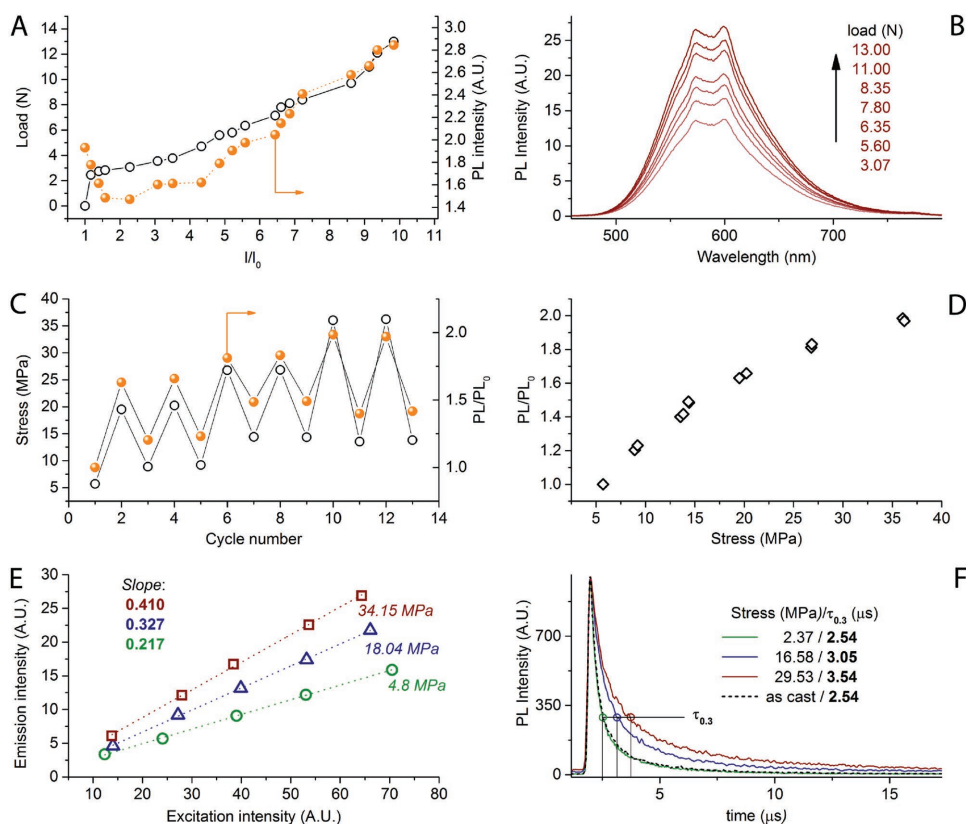 A
14
12
10
8
6
4
2
0
Load (N)
3.0
2.8
2.6
2.4
2.2
2.0
1.8
1.6
1.4
PL intensity (A.U.)
1 2 3 4 5 6 7 8 9 10 11
I/I0
B
25
20
15
10
5
0
PL Intensity (A.U.)
load (N)
13.00
11.00
8.35
7.80
6.35
5.60
3.07
500 600 700
Wavelength (nm)
C
40
35
30
25
20
15
10
5
Stress (MPa)
2.0
1.5
1.0
PL/PL0
0 2 4 6 8 10 12 14
Cycle number
D
2.0
1.8
1.6
1.4
1.2
1.0
PL/PL0
5 10 15 20 25 30 35 40
Stress (MPa)
E
30
25
20
15
10
5
0
Emission intensity (A.U.)
Slope:
0.410
0.327
0.217
34.15 MPa
18.04 MPa
4.8 MPa
10 20 30 40 50 60 70 80
Excitation intensity (A.U.)
F
700
350
0
PL Intensity (A.U.)
Stress (MPa)/τ0.3 (μs)
2.37 / 2.54
16.58 / 3.05
29.53 / 3.54
as cast / 2.54
τ0.3
5 10 15
time (μs)